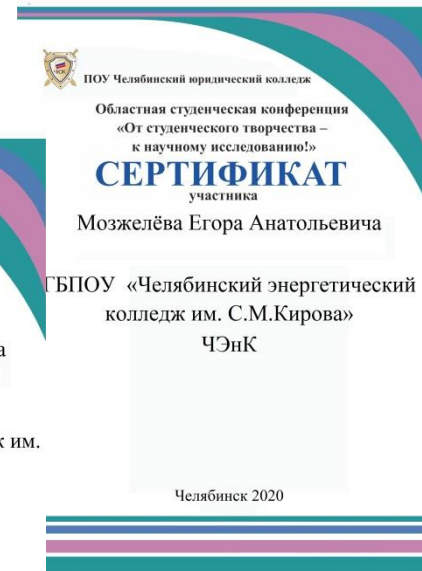 ПОУ Челябинский юридический колледж
Областная студенческая конференция
«От студенческого творчества –
к научному исследованию!»
СЕРТИФИКАТ
участника
Мозжелёва Егора Анатольевича
ГБПОУ «Челябинский энергетический
колледж им. С.М.Кирова»
ЧЭнК
Челябинск 2020
а
к им.